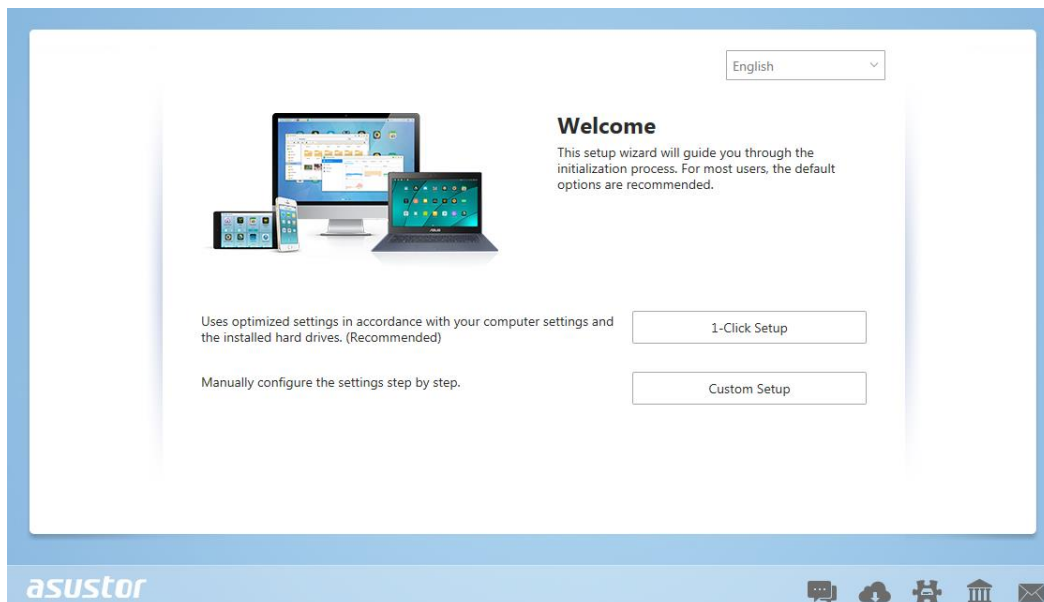 English
Welcome
This setup wizard will guide you through the
initialization process. For most users, the default
options are recommended.
Uses optimized settings in accordance with your computer settings and
the installed hard drives. (Recommended)
1-Click Setup
Manually configure the settings step by step.
Custom Setup
asustor